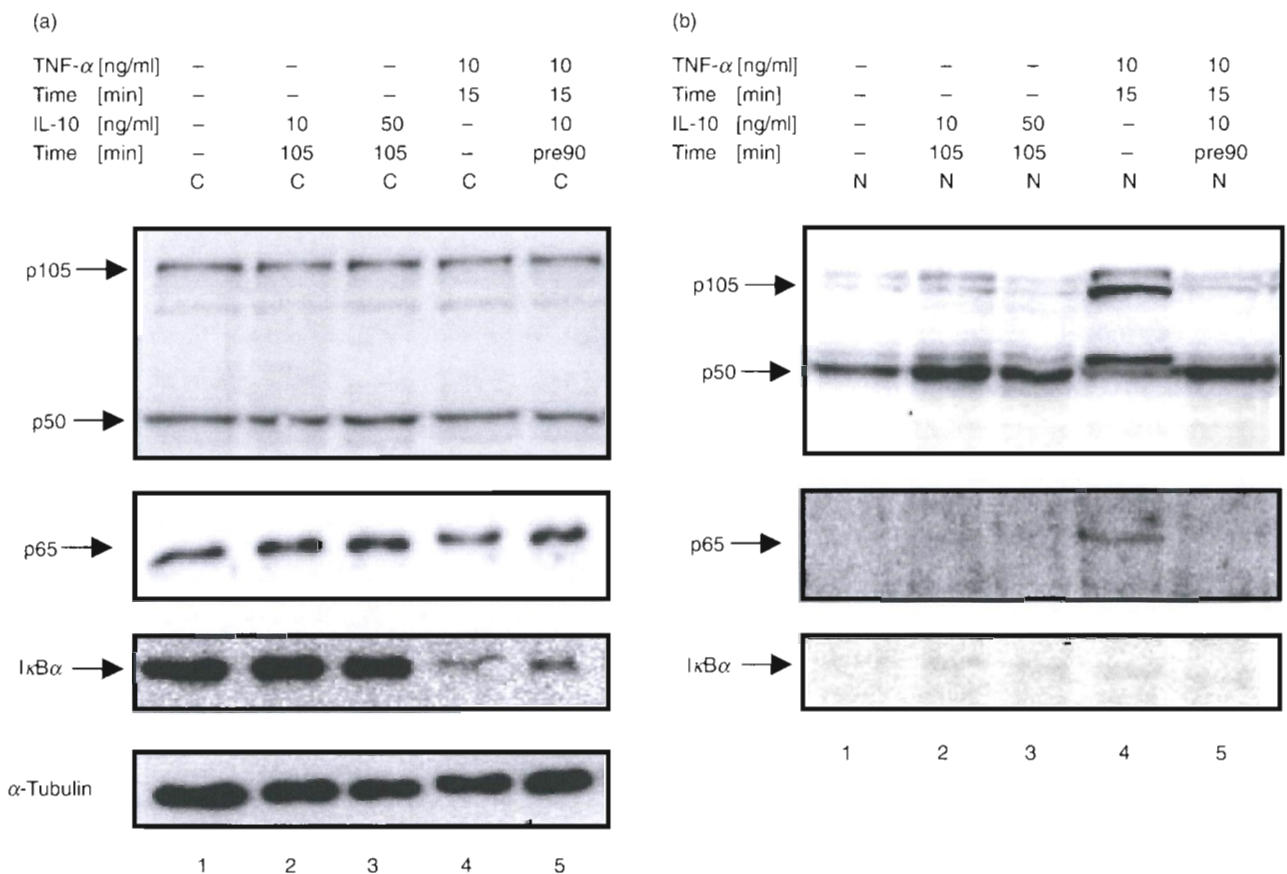 (a)
TNF-α [ng/ml] – – – 10 10
Time [min] – – – 15 15
IL-10 [ng/ml] – 10 50 – 10
Time [min] – 105 105 – pre90
C C C C C
p105
p50
p65
IκBα
α-Tubulin
1 2 3 4 5
(b)
TNF-α [ng/ml] – – – 10 10
Time [min] – – – 15 15
IL-10 [ng/ml] – 10 50 – 10
Time [min] – 105 105 – pre90
N N N N N
p105
p50
p65
IκBα
1 2 3 4 5